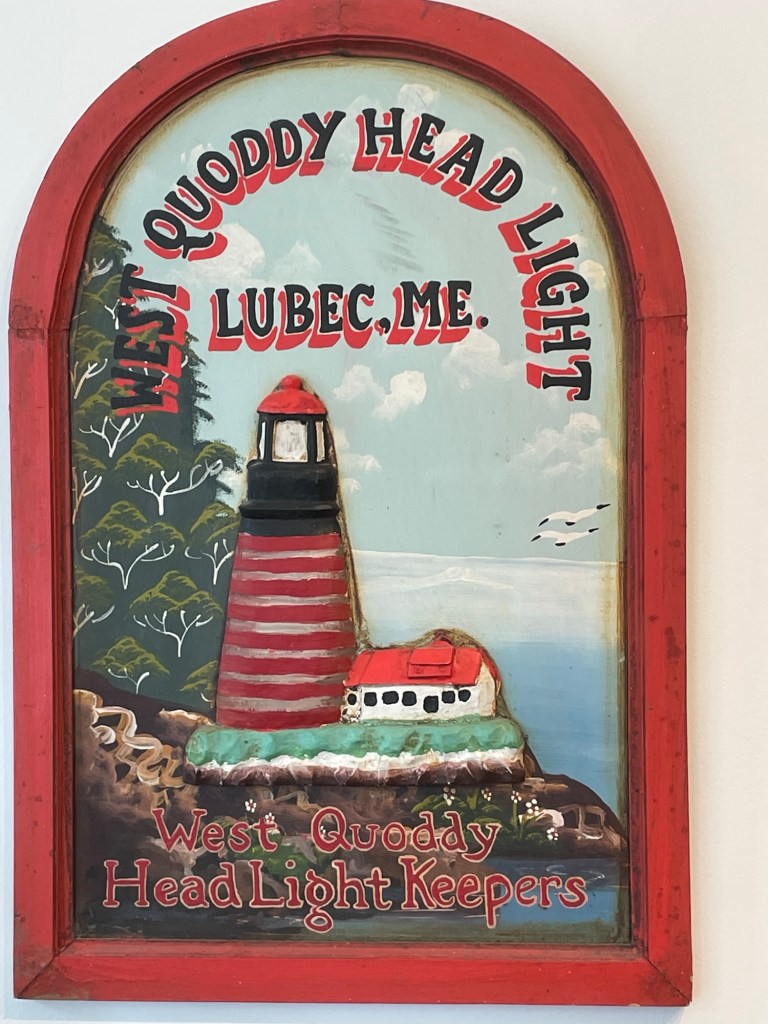 WEST QUODDY HEAD LIGHT
LUBEC, ME.
West Quoddy
Head Light Keepers